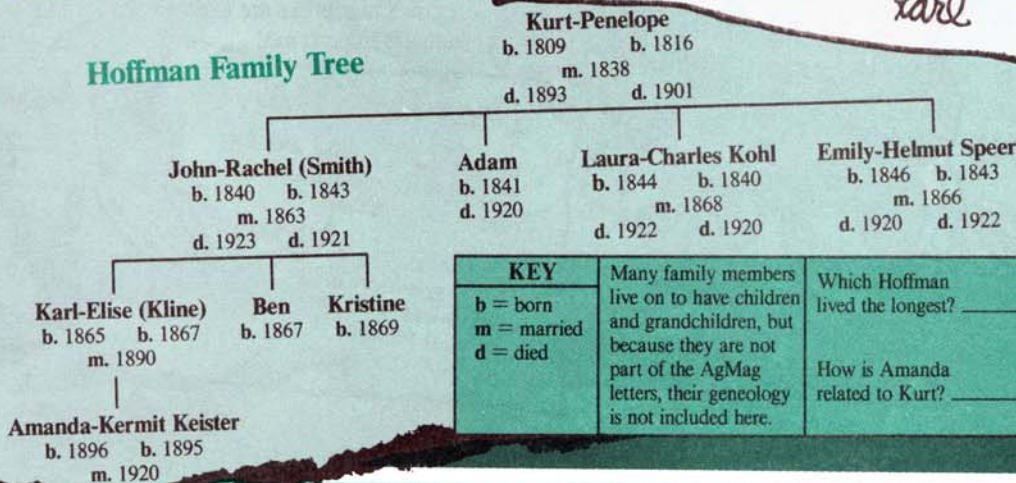 Karl
Hoffman Family Tree
Kurt-Penelope
b. 1809 b. 1816
m. 1838
d. 1893 d. 1901
John-Rachel (Smith)
b. 1840 b. 1843
m. 1863
d. 1923 d. 1921
Adam
b. 1841
d. 1920
Laura-Charles Kohl
b. 1844 b. 1840
m. 1868
d. 1922 d. 1920
Emily-Helmut Speer
b. 1846 b. 1843
m. 1866
d. 1920 d. 1922
Karl-Elise (Kline)
b. 1865 b. 1867
m. 1890
Ben
b. 1867
Kristine
b. 1869
Amanda-Kermit Keister
b. 1896 b. 1895
m. 1920
KEY
b = born
m = married
d = died
Many family members
live on to have children
and grandchildren, but
because they are not
part of the AgMag
letters, their geneology
is not included here.
Which Hoffman
lived the longest?
How is Amanda
related to Kurt?